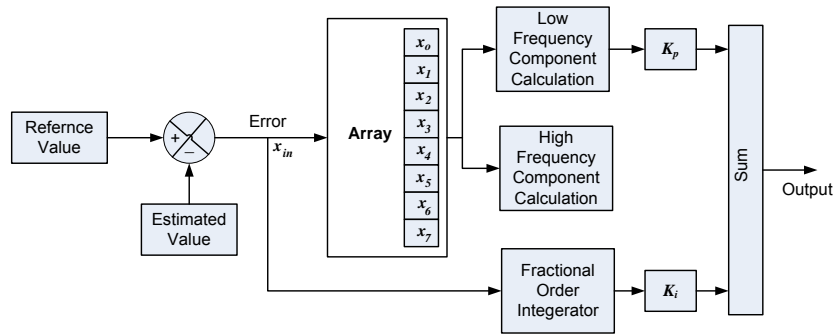 Refernce
Value
+
−
Estimated
Value
Error
x_in
Array
x_o
x_1
x_2
x_3
x_4
x_5
x_6
x_7
Low
Frequency
Component
Calculation
High
Frequency
Component
Calculation
Fractional
Order
Integerator
K_p
K_i
Sum
Output